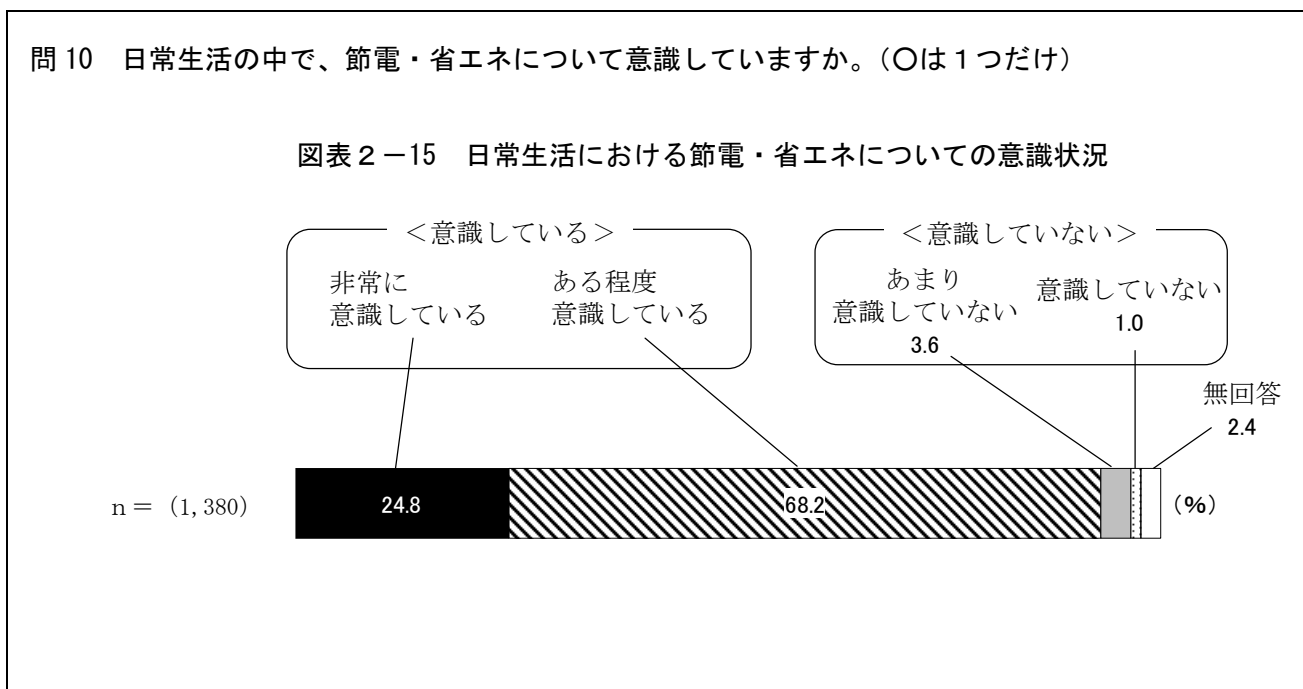 問10　日常生活の中で、節電・省エネについて意識していますか。（○は１つだけ）
図表２－15　日常生活における節電・省エネについての意識状況
＜意識している＞
＜意識していない＞
非常に
意識している
ある程度
意識している
あまり
意識していない
3.6
意識していない
1.0
無回答
2.4
n＝（1,380）
24.8
68.2
（%）